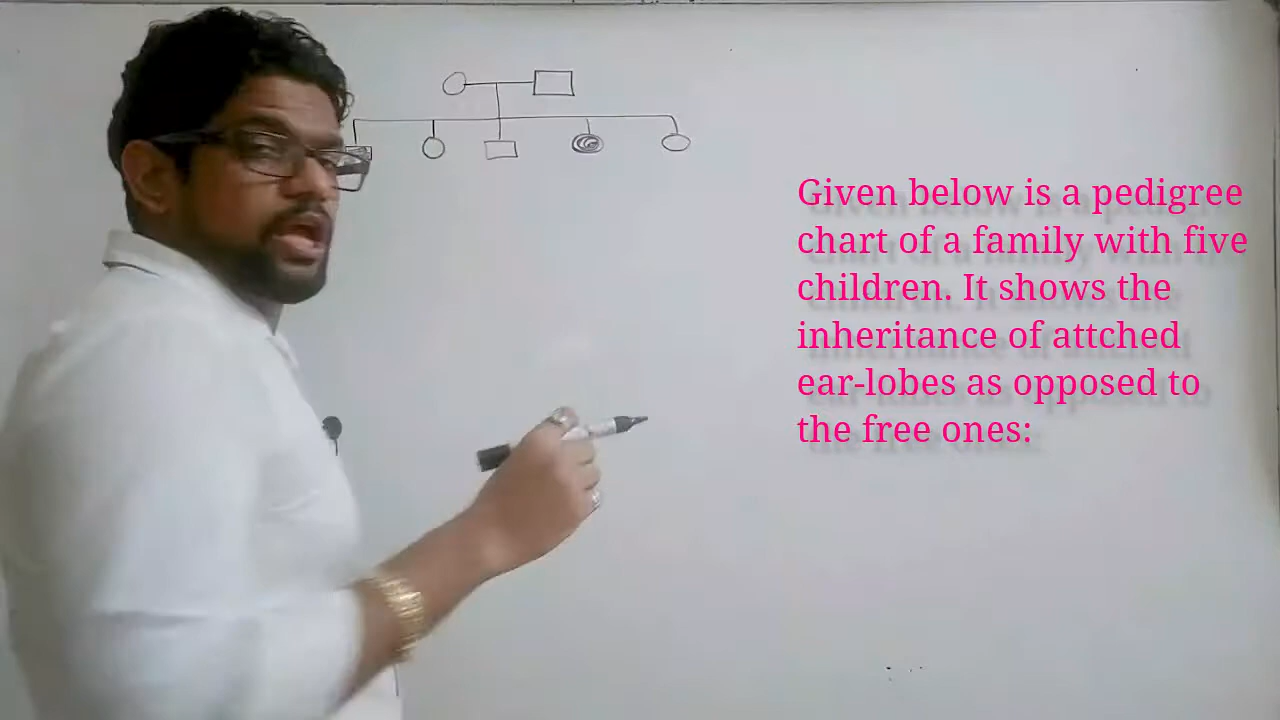 Given below is a pedigree
chart of a family with five
children. It shows the
inheritance of attched
ear-lobes as opposed to
the free ones: